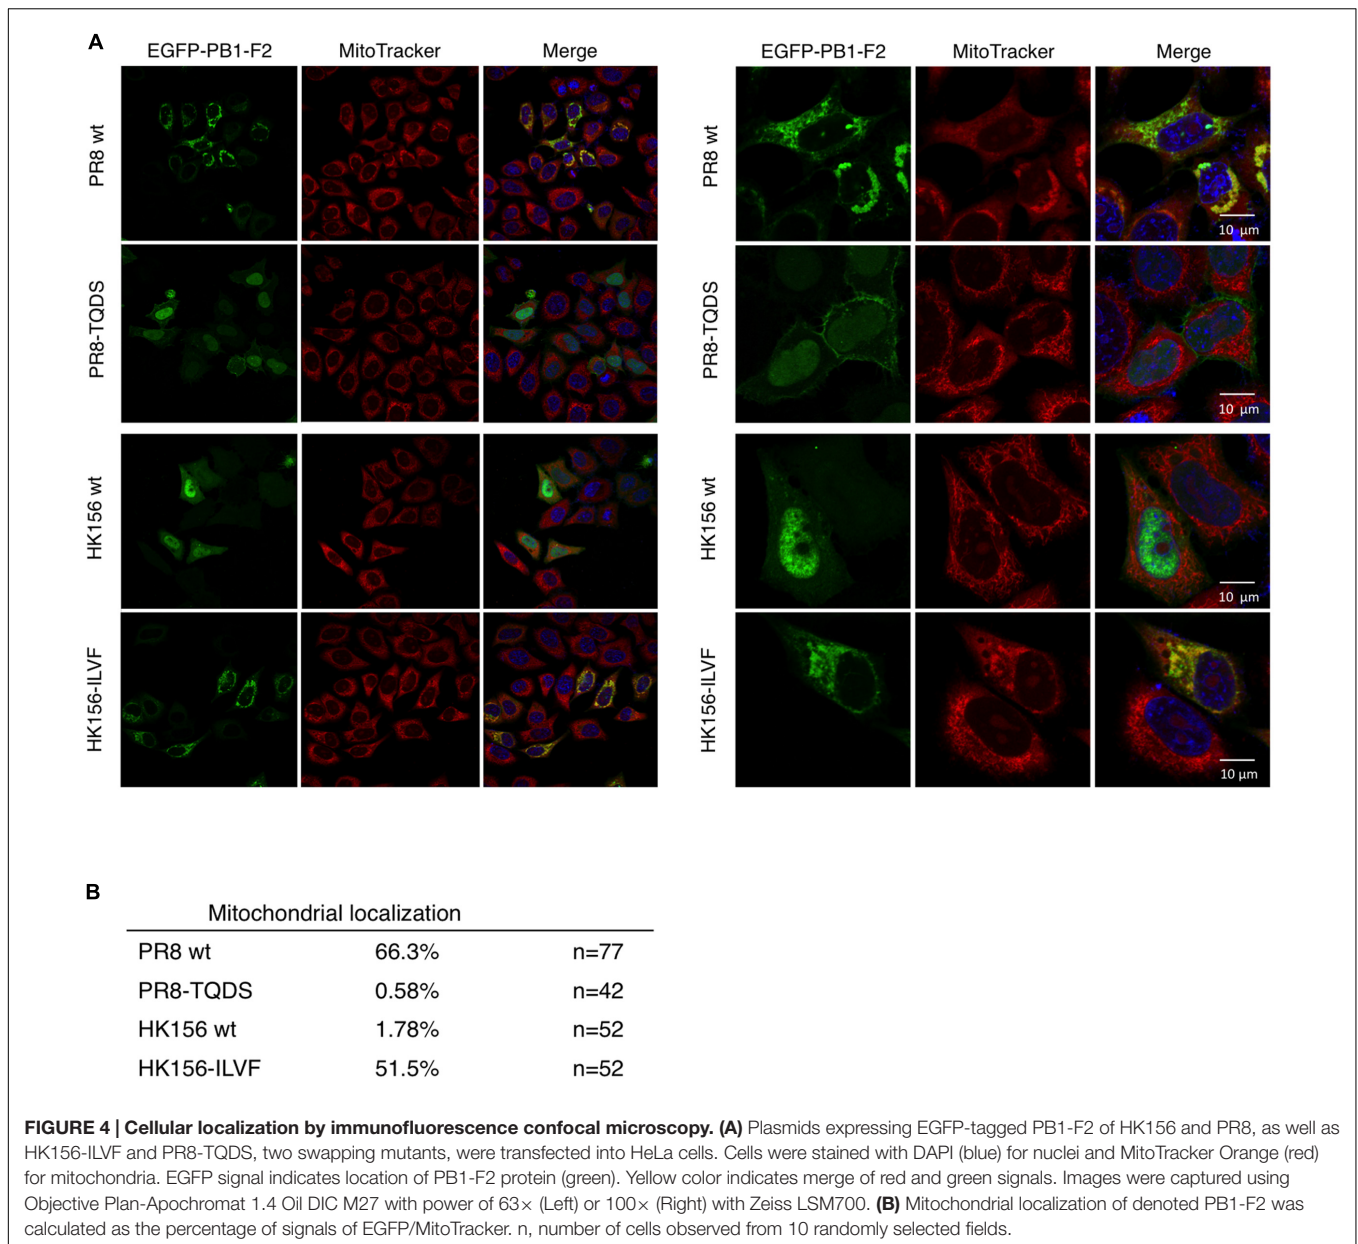 A
EGFP-PB1-F2 MitoTracker Merge EGFP-PB1-F2 MitoTracker Merge
PR8 wt PR8 wt
10 µm
PR8-TQDS PR8-TQDS
10 µm
HK156 wt HK156 wt
10 µm
HK156-ILVF HK156-ILVF
10 µm
B
Mitochondrial localization
PR8 wt 66.3% n=77
PR8-TQDS 0.58% n=42
HK156 wt 1.78% n=52
HK156-ILVF 51.5% n=52
FIGURE 4 | Cellular localization by immunofluorescence confocal microscopy. (A) Plasmids expressing EGFP-tagged PB1-F2 of HK156 and PR8, as well as
HK156-ILVF and PR8-TQDS, two swapping mutants, were transfected into HeLa cells. Cells were stained with DAPI (blue) for nuclei and MitoTracker Orange (red)
for mitochondria. EGFP signal indicates location of PB1-F2 protein (green). Yellow color indicates merge of red and green signals. Images were captured using
Objective Plan-Apochromat 1.4 Oil DIC M27 with power of 63× (Left) or 100× (Right) with Zeiss LSM700. (B) Mitochondrial localization of denoted PB1-F2 was
calculated as the percentage of signals of EGFP/MitoTracker. n, number of cells observed from 10 randomly selected fields.